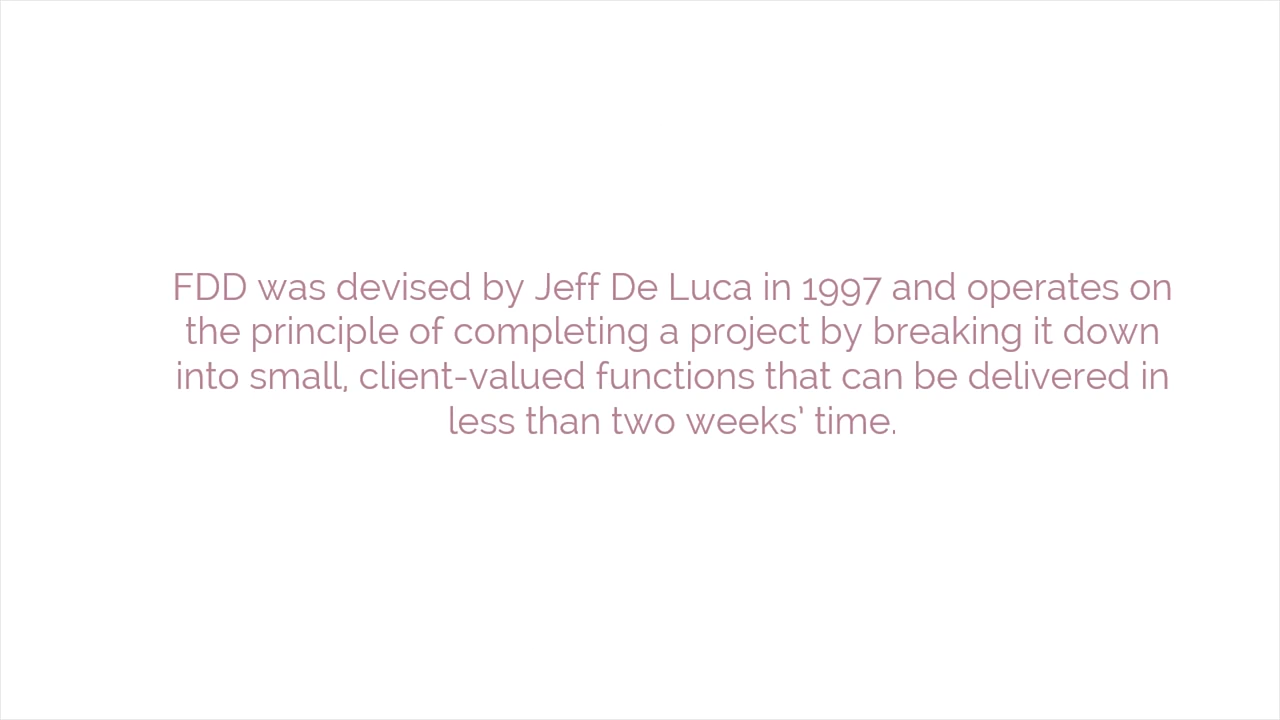 FDD was devised by Jeff De Luca in 1997 and operates on
the principle of completing a project by breaking it down
into small, client-valued functions that can be delivered in
less than two weeks’ time.